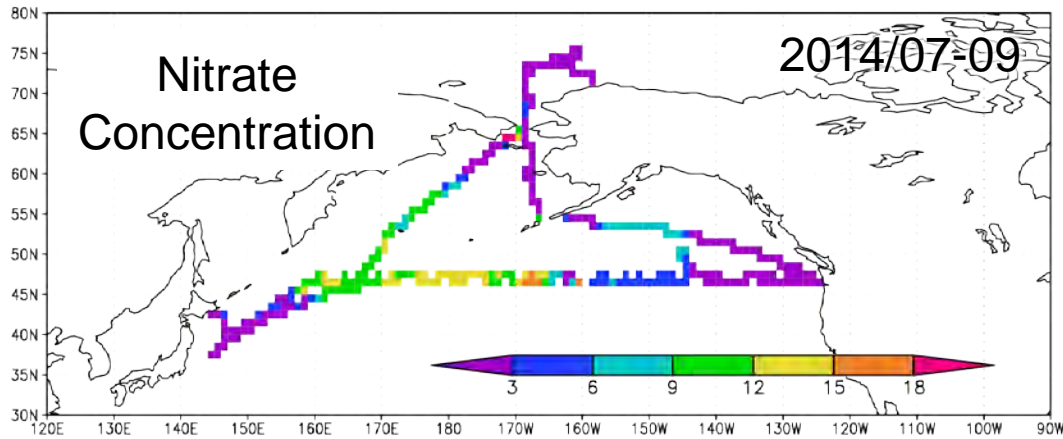 80N
75N
70N
65N
60N
55N
50N
45N
40N
35N
30N
Nitrate
Concentration
2014/07-09
3 6 9 12 15 18
120E 130E 140E 150E 160E 170E 180 170W 160W 150W 140W 130W 120W 110W 100W 90W